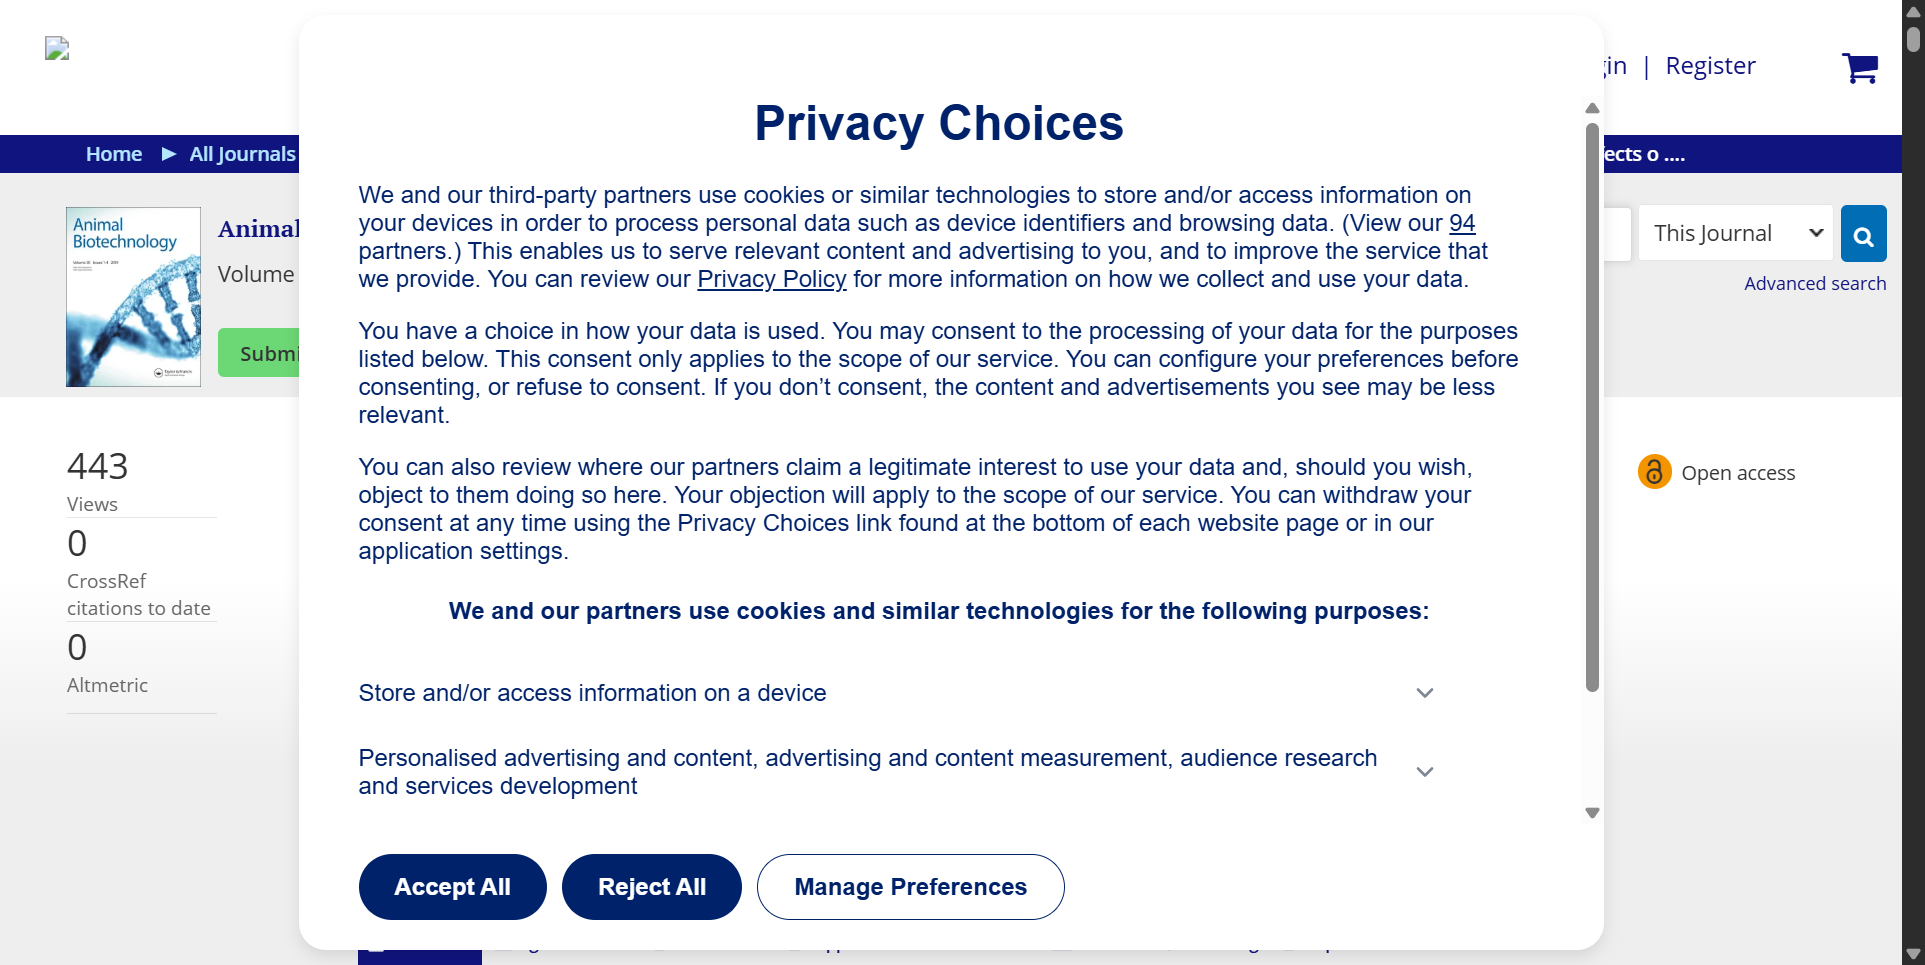 Privacy Choices
We and our third-party partners use cookies or similar technologies to store and/or access information on
your devices in order to process personal data such as device identifiers and browsing data. (View our 94
partners.) This enables us to serve relevant content and advertising to you, and to improve the service that
we provide. You can review our Privacy Policy for more information on how we collect and use your data.
You have a choice in how your data is used. You may consent to the processing of your data for the purposes
listed below. This consent only applies to the scope of our service. You can configure your preferences before
consenting, or refuse to consent. If you don’t consent, the content and advertisements you see may be less
relevant.
You can also review where our partners claim a legitimate interest to use your data and, should you wish,
object to them doing so here. Your objection will apply to the scope of our service. You can withdraw your
consent at any time using the Privacy Choices link found at the bottom of each website page or in our
application settings.
We and our partners use cookies and similar technologies for the following purposes:
Store and/or access information on a device
Personalised advertising and content, advertising and content measurement, audience research
and services development
Accept All
Reject All
Manage Preferences
| Register
Home ▶ All Journals
o ....
Animal
Biotechnology
Animal
Volume
This Journal
Advanced search
443
Views
0
CrossRef
citations to date
0
Altmetric
Open access